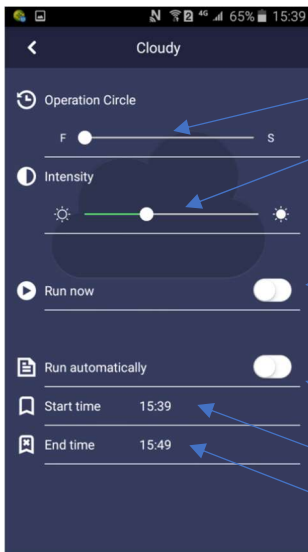 N 2 4G 65% 15:39
Cloudy
Operation Circle
F S
Intensity
Run now
Run automatically
Start time 15:39
End time 15:49